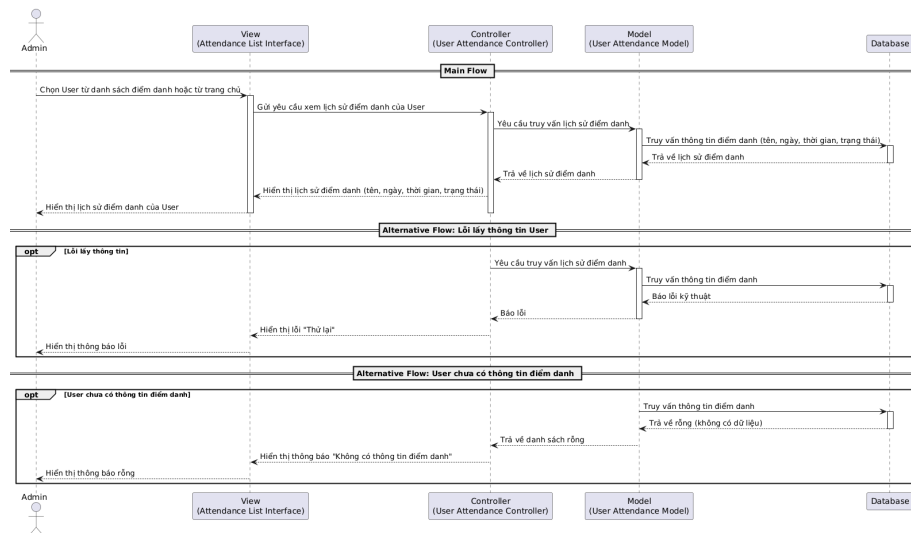 Admin
View
(Attendance List Interface)
Controller
(User Attendance Controller)
Model
(User Attendance Model)
Database
Main Flow
Chọn User từ danh sách điểm danh hoặc từ trang chủ
Gửi yêu cầu xem lịch sử điểm danh của User
Yêu cầu truy vấn lịch sử điểm danh
Truy vấn thông tin điểm danh (tên, ngày, thời gian, trạng thái)
Trả về lịch sử điểm danh
Trả về lịch sử điểm danh
Hiển thị lịch sử điểm danh (tên, ngày, thời gian, trạng thái)
Hiển thị lịch sử điểm danh của User
Alternative Flow: Lỗi lấy thông tin User
opt [Lỗi lấy thông tin]
Yêu cầu truy vấn lịch sử điểm danh
Truy vấn thông tin điểm danh
Báo lỗi kỹ thuật
Báo lỗi
Hiển thị lỗi "Thử lại"
Hiển thị thông báo lỗi
Alternative Flow: User chưa có thông tin điểm danh
opt [User chưa có thông tin điểm danh]
Truy vấn thông tin điểm danh
Trả về rỗng (không có dữ liệu)
Trả về danh sách rỗng
Hiển thị thông báo "Không có thông tin điểm danh"
Hiển thị thông báo rỗng
Admin
View
(Attendance List Interface)
Controller
(User Attendance Controller)
Model
(User Attendance Model)
Database